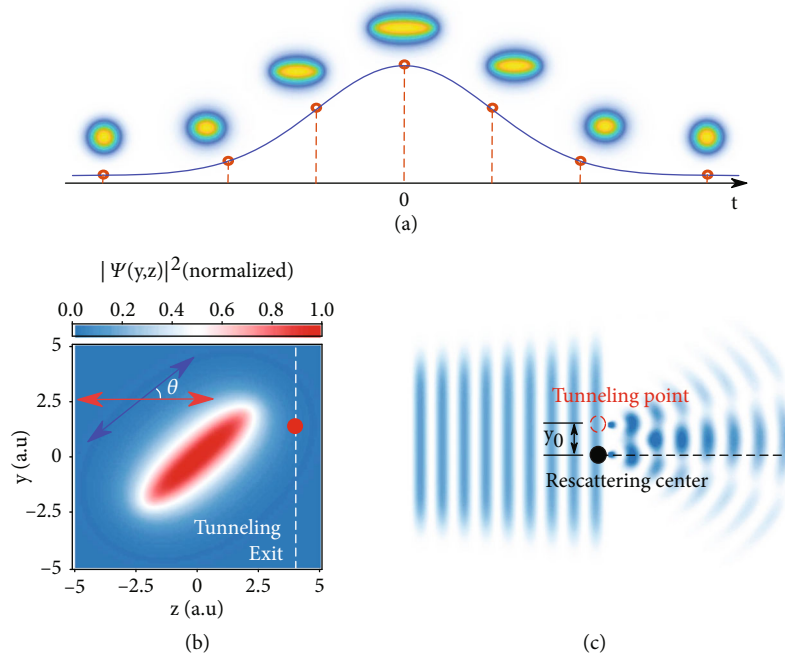 0
t
(a)
| Ψ(y,z)|²(normalized)
0.0 0.2 0.4 0.6 0.8 1.0
5
2.5
0
−2.5
−5
y (a.u)
θ
Tunneling
Exit
−5 −2.5 0 2.5 5
z (a.u)
(b)
Tunneling point
y₀
Rescattering center
(c)